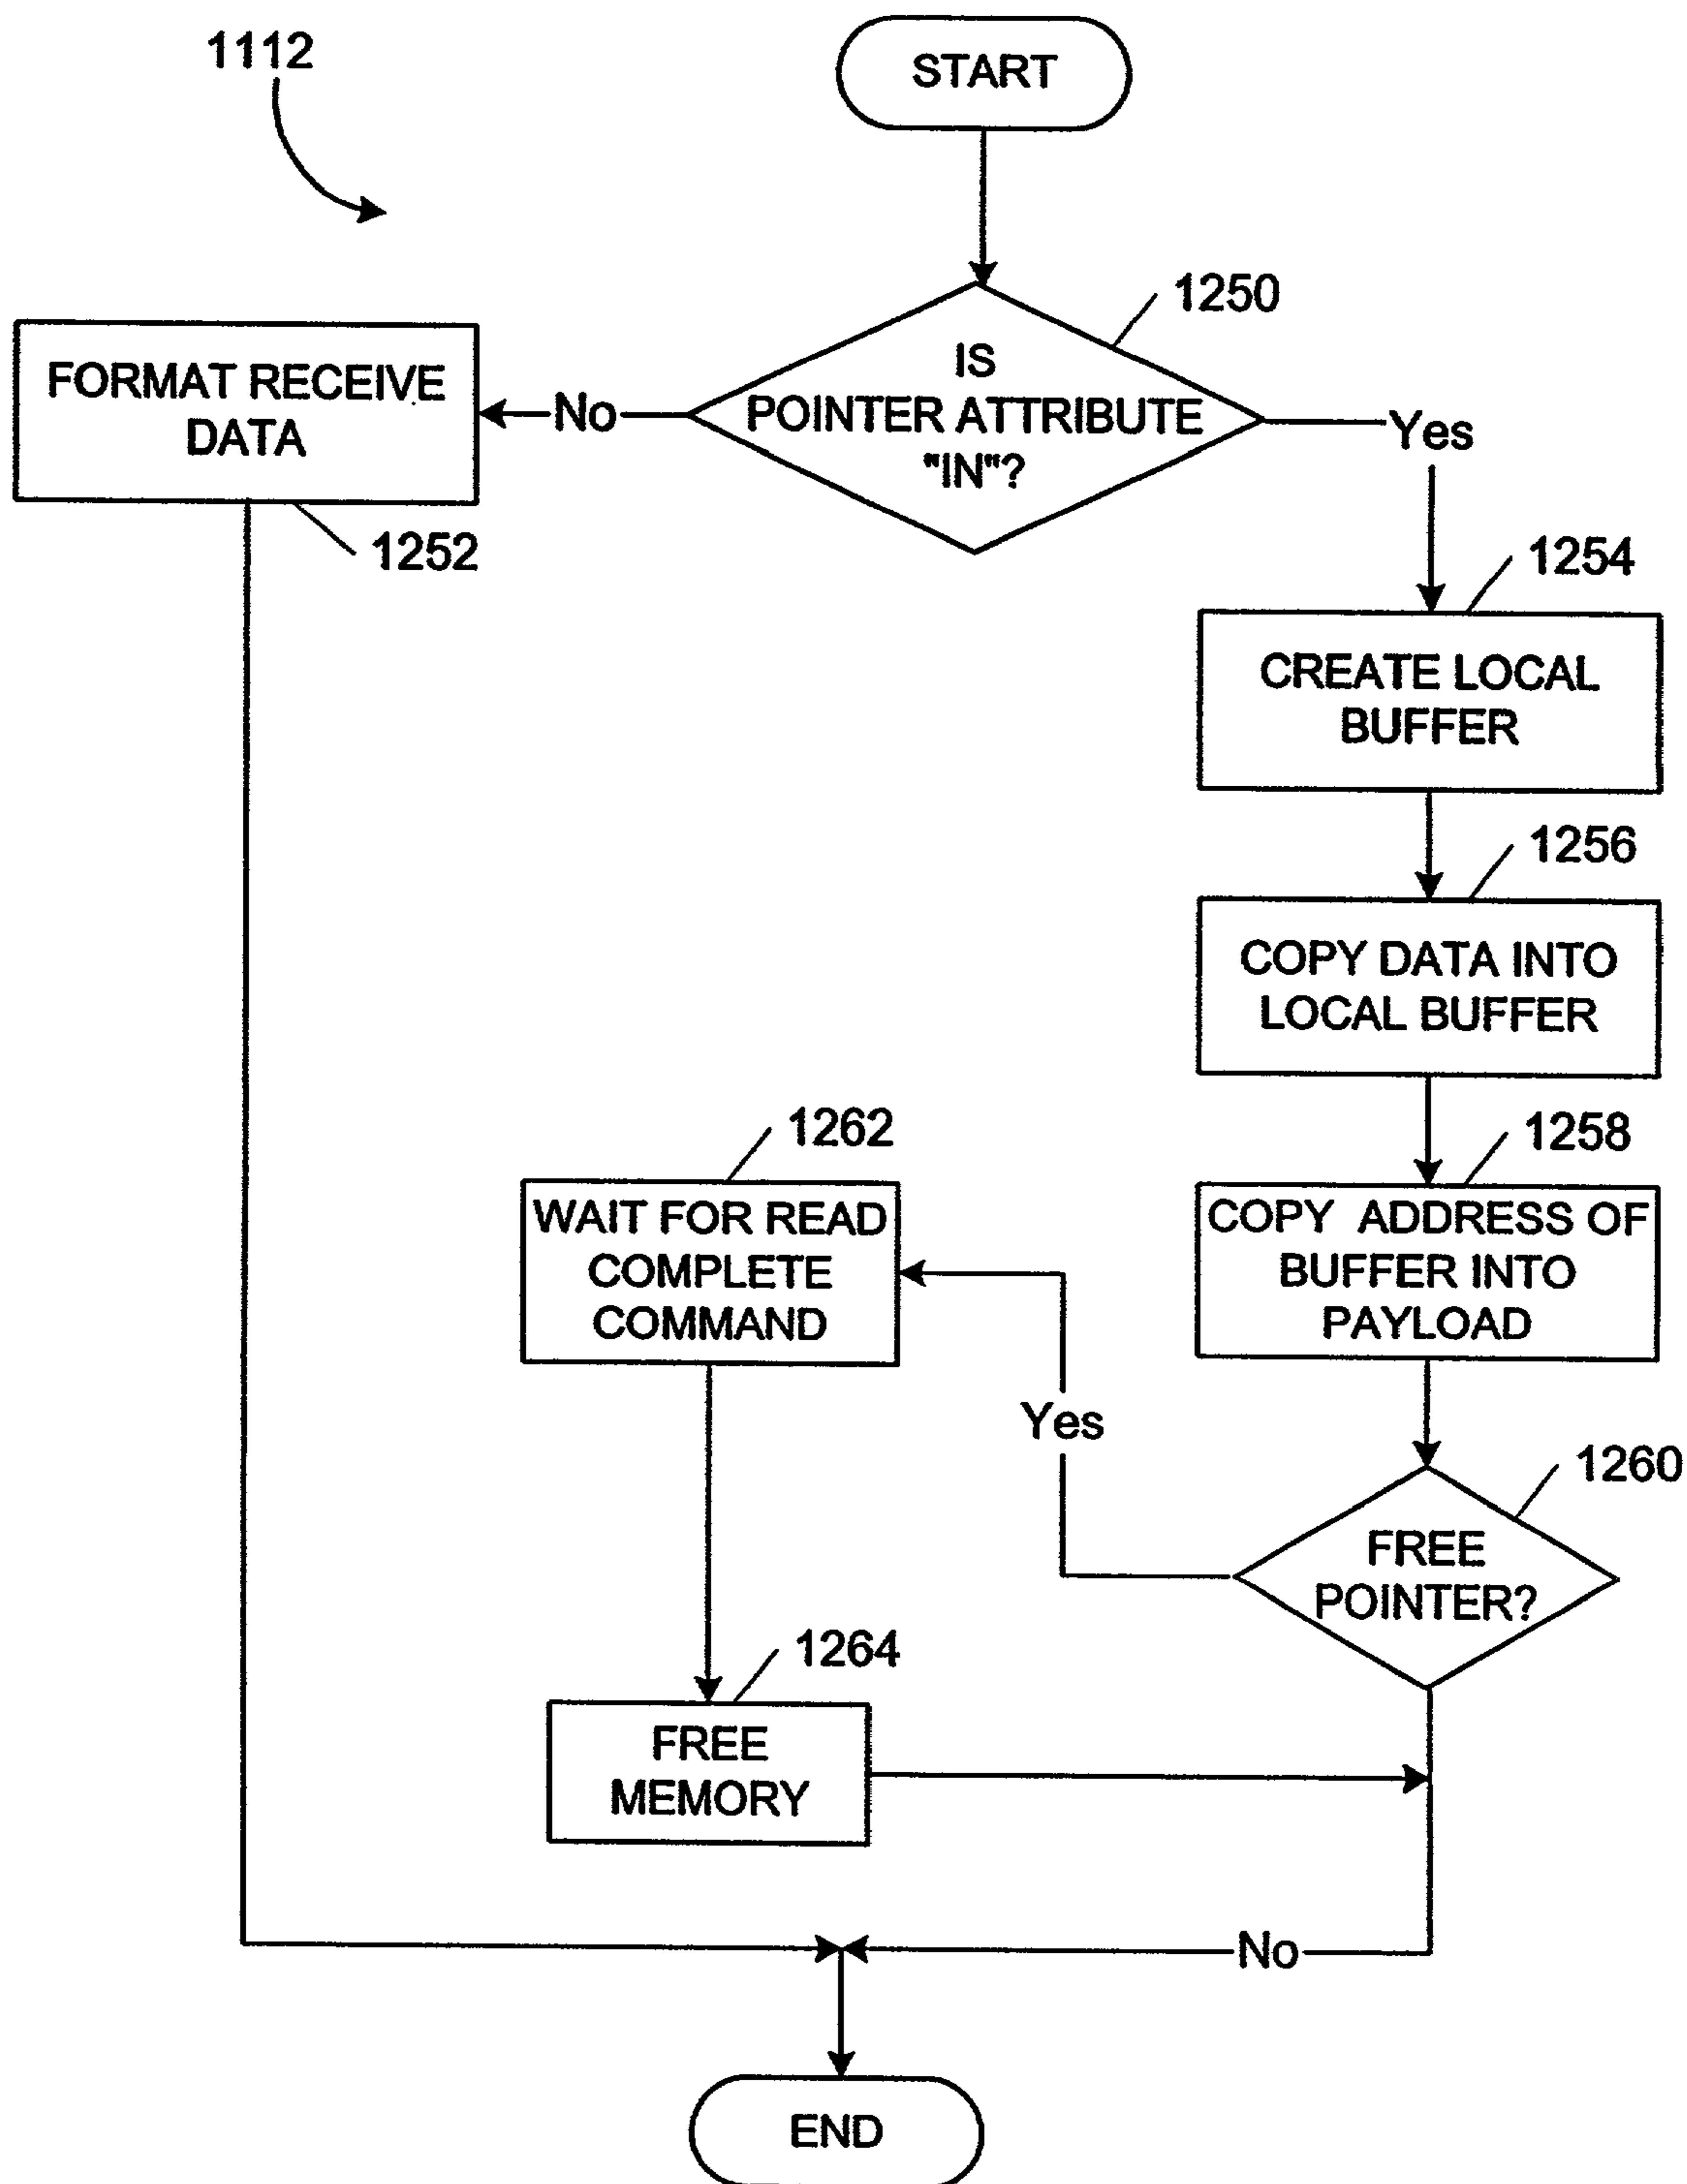 1112
START
1250
IS
POINTER ATTRIBUTE
"IN"?
No
Yes
FORMAT RECEIVE
DATA
1252
1254
CREATE LOCAL
BUFFER
1256
COPY DATA INTO
LOCAL BUFFER
1258
COPY ADDRESS OF
BUFFER INTO
PAYLOAD
1262
WAIT FOR READ
COMPLETE
COMMAND
Yes
1260
FREE
POINTER?
1264
FREE
MEMORY
No
END